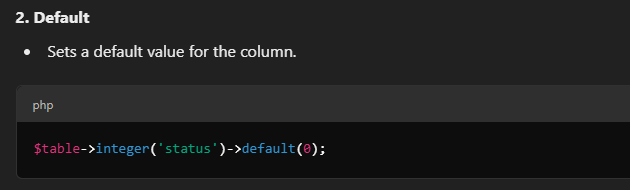 2. Default
• Sets a default value for the column.
php
$table->integer('status')->default(0);